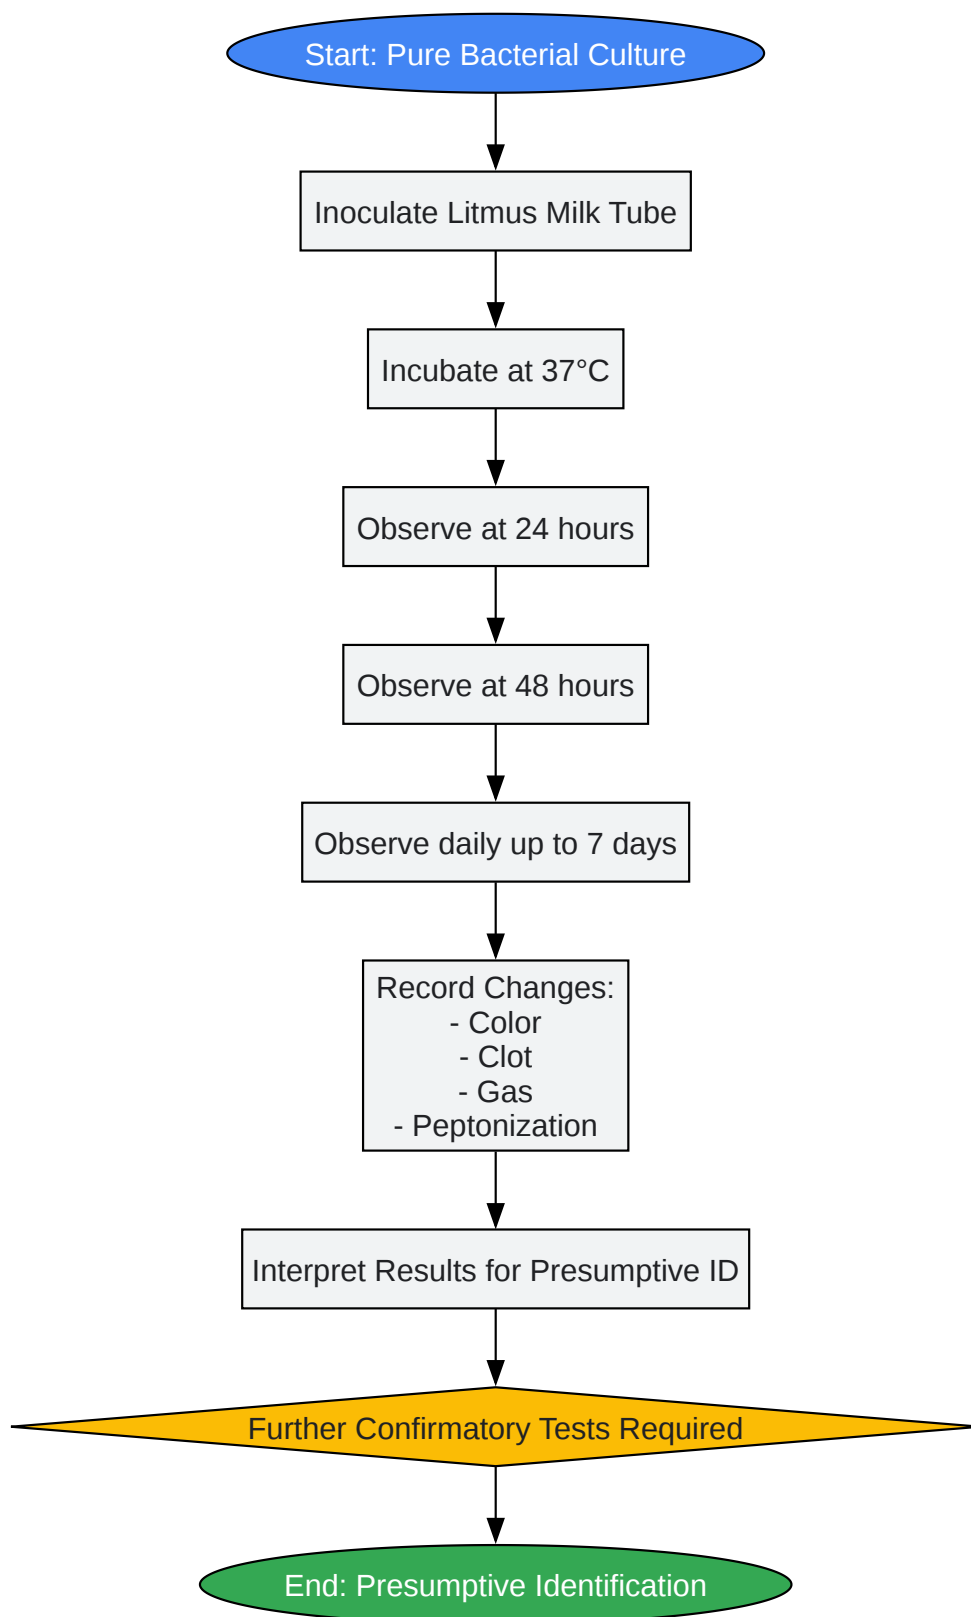 Start: Pure Bacterial Culture
Inoculate Litmus Milk Tube
Incubate at 37°C
Observe at 24 hours
Observe at 48 hours
Observe daily up to 7 days
Record Changes:
- Color
- Clot
- Gas
- Peptonization
Interpret Results for Presumptive ID
Further Confirmatory Tests Required
End: Presumptive Identification